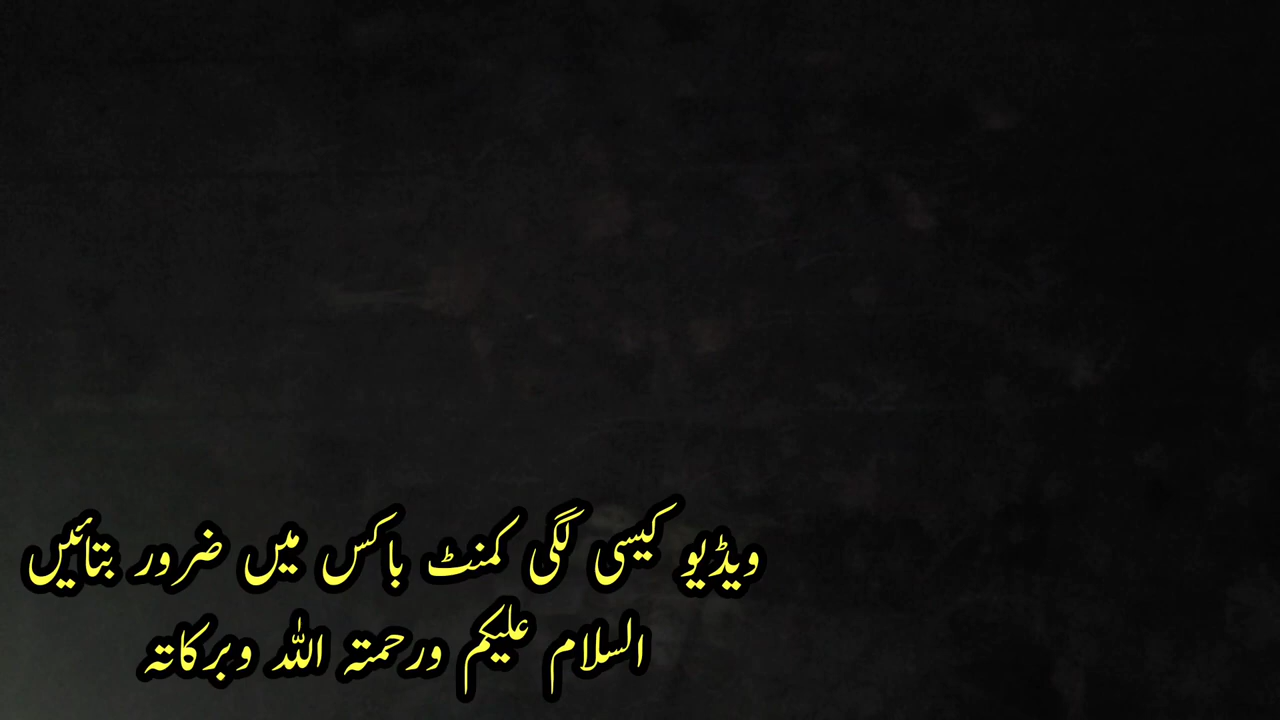 ویڈیو کیسی لگی کمنٹ باکس میں ضرور بتائیں
السلام علیکم ورحمتہ اللہ وبرکاتہ